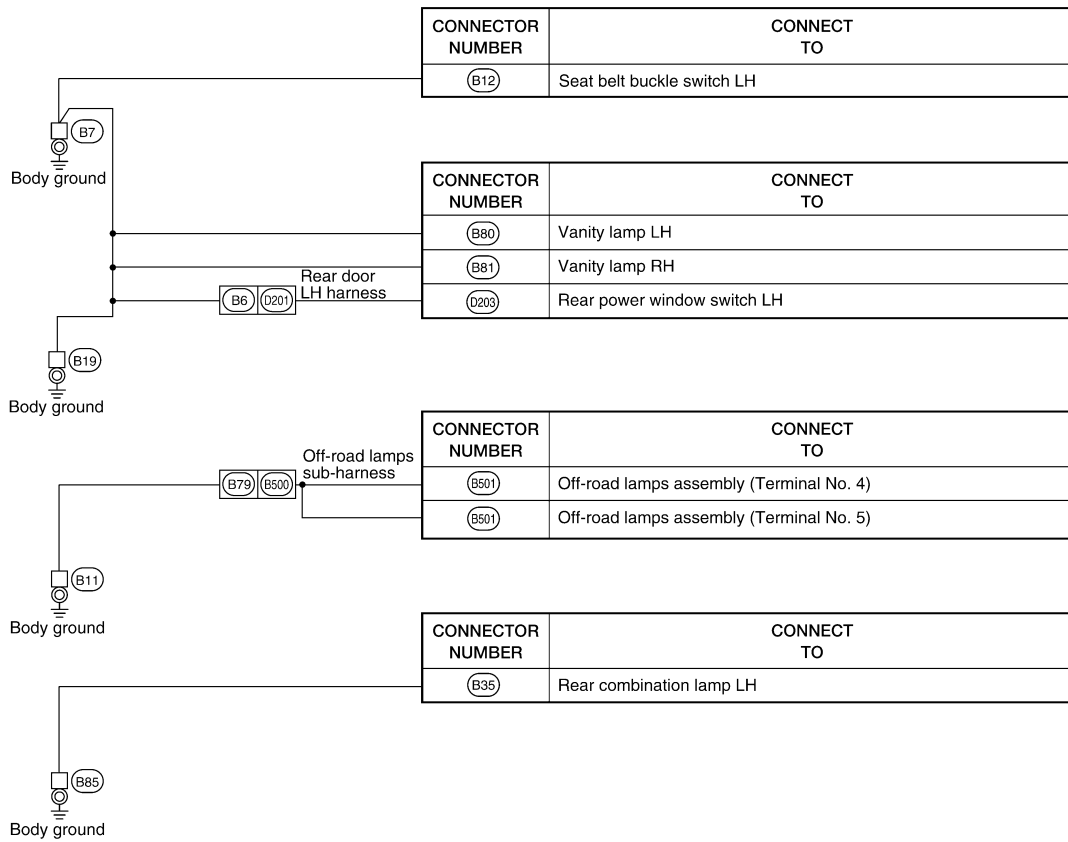 CONNECTOR NUMBER
CONNECT TO
B12
Seat belt buckle switch LH
B7
Body ground
CONNECTOR NUMBER
CONNECT TO
B80
Vanity lamp LH
B81
Vanity lamp RH
Rear door
LH harness
B6
D201
D203
Rear power window switch LH
B19
Body ground
CONNECTOR NUMBER
CONNECT TO
Off-road lamps
sub-harness
B79
B500
B501
Off-road lamps assembly (Terminal No. 4)
B501
Off-road lamps assembly (Terminal No. 5)
B11
Body ground
CONNECTOR NUMBER
CONNECT TO
B35
Rear combination lamp LH
B85
Body ground